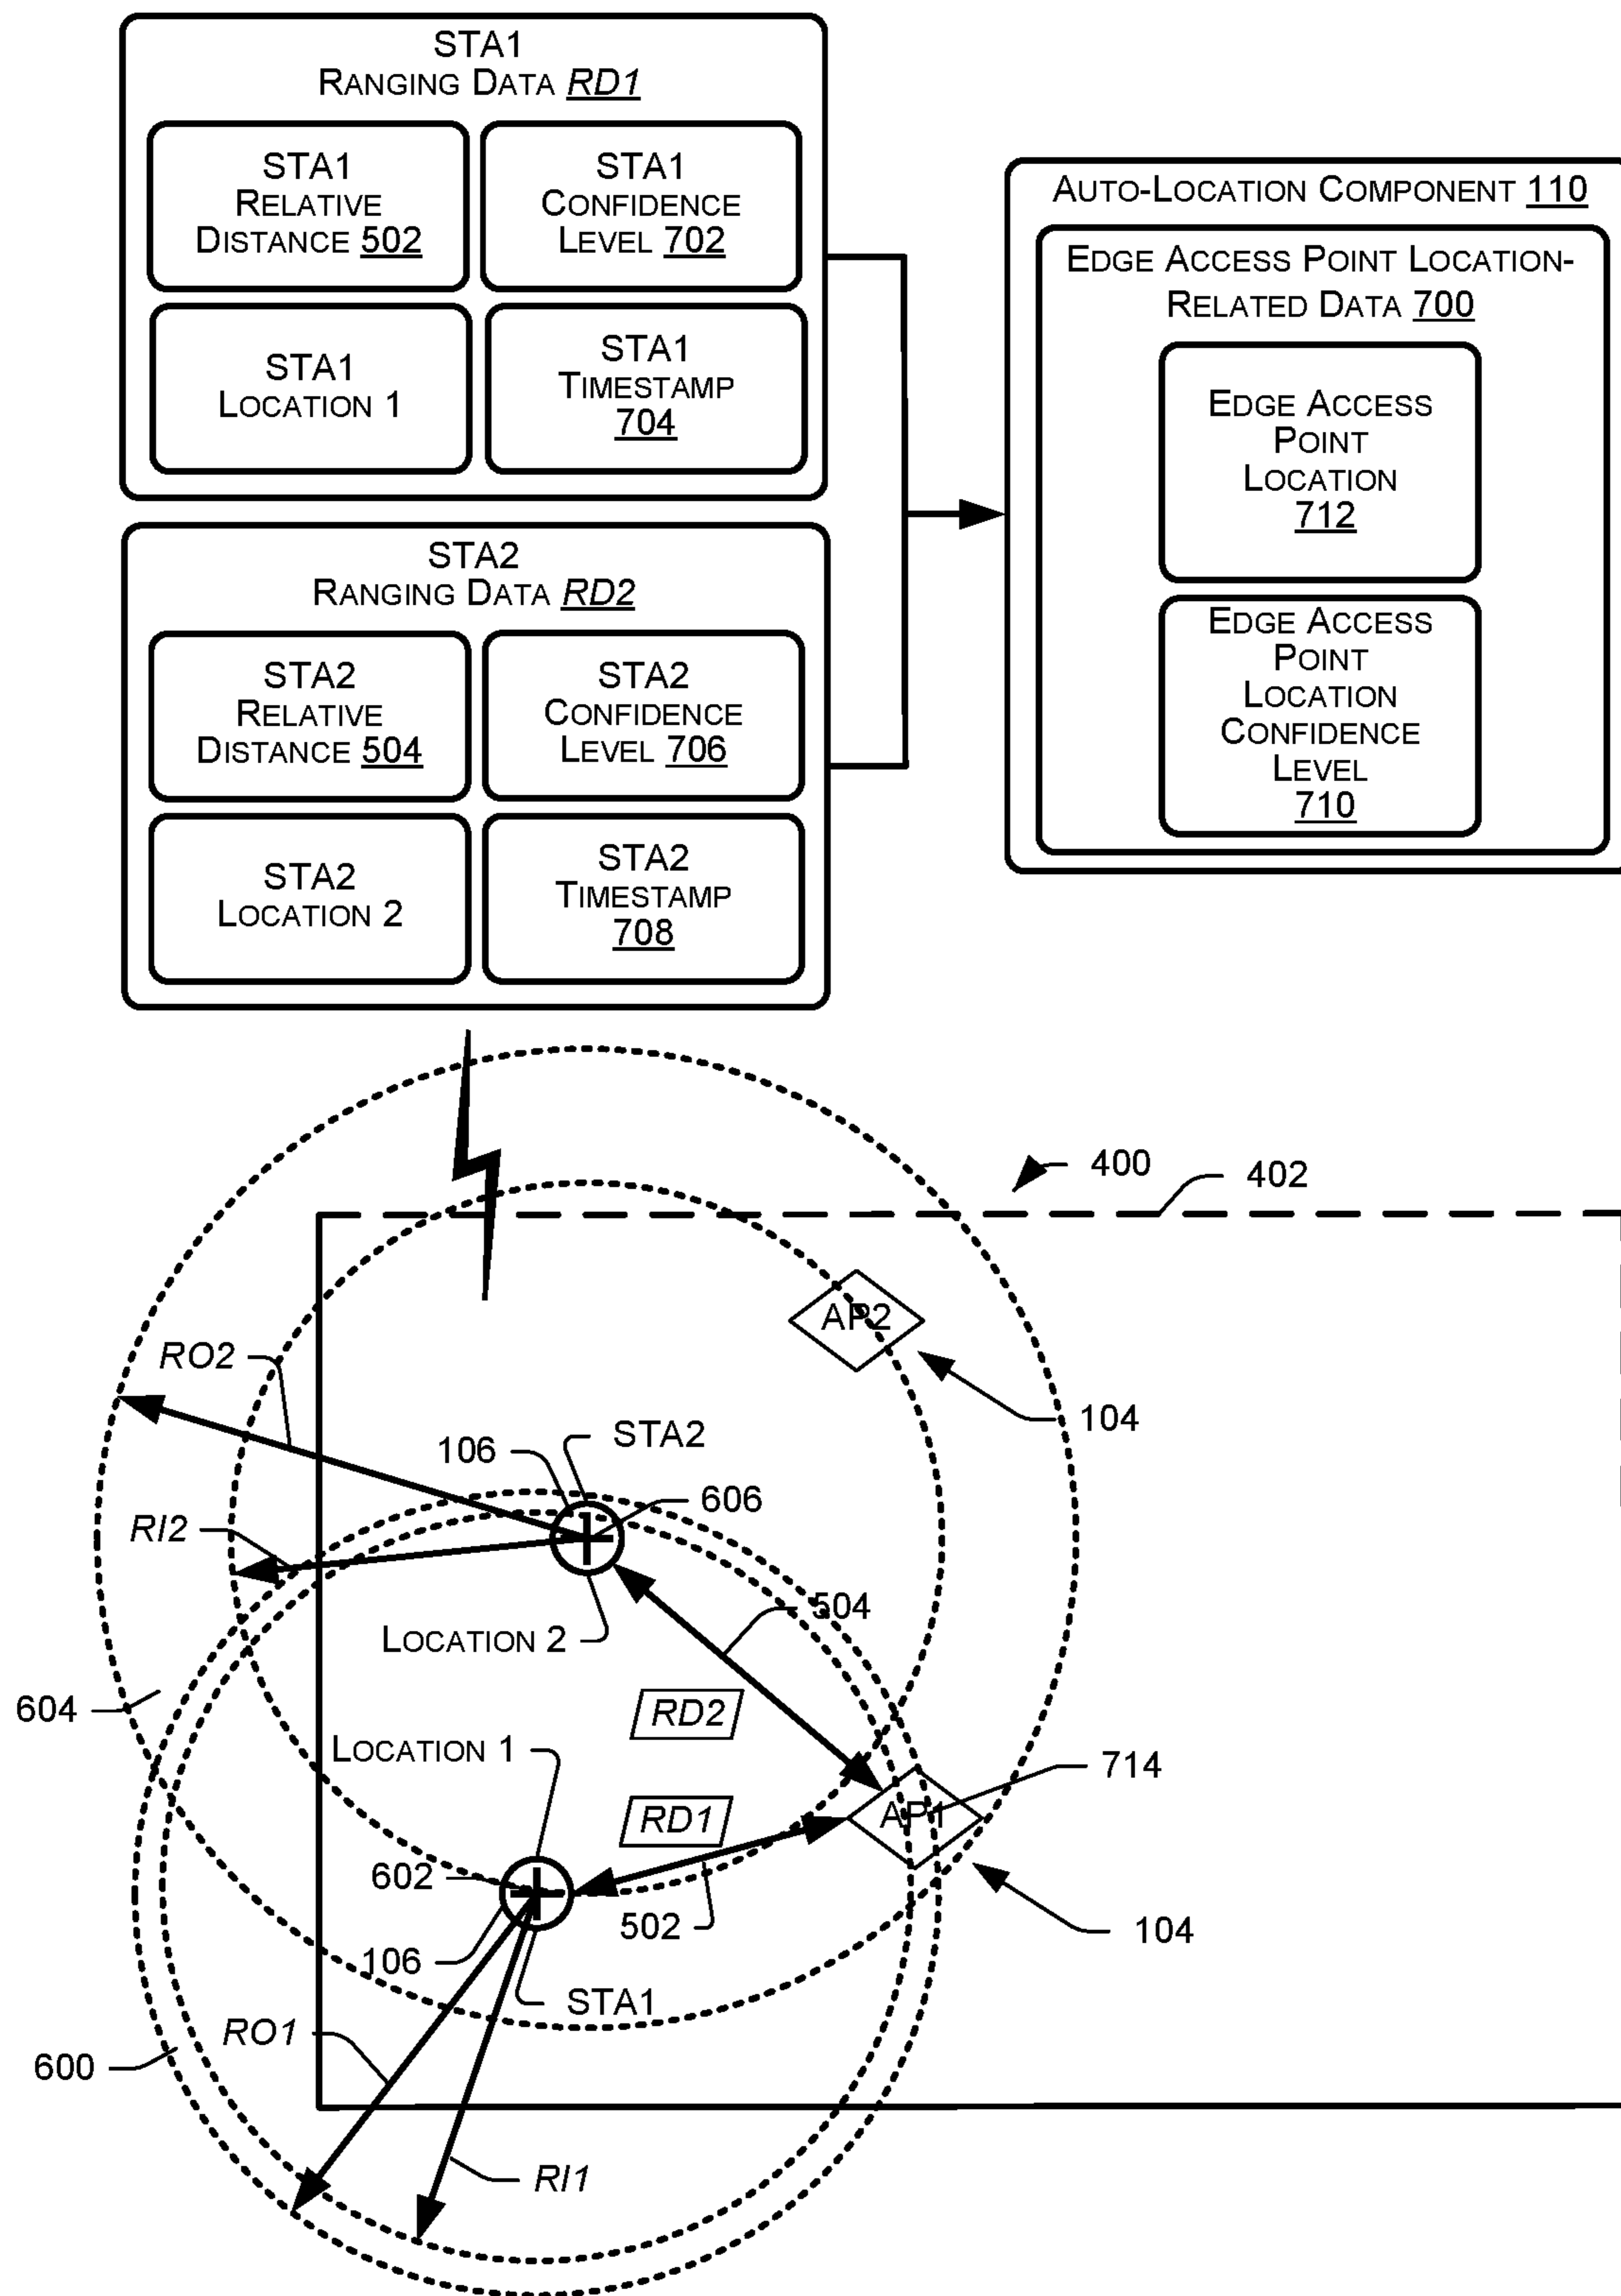 STA1
RANGING DATA RD1
STA1
RELATIVE
DISTANCE 502
STA1
CONFIDENCE
LEVEL 702
STA1
LOCATION 1
STA1
TIMESTAMP
704
STA2
RANGING DATA RD2
STA2
RELATIVE
DISTANCE 504
STA2
CONFIDENCE
LEVEL 706
STA2
LOCATION 2
STA2
TIMESTAMP
708
AUTO-LOCATION COMPONENT 110
EDGE ACCESS POINT LOCATION-
RELATED DATA 700
EDGE ACCESS
POINT
LOCATION
712
EDGE ACCESS
POINT
LOCATION
CONFIDENCE
LEVEL
710
400
402
AP2
RO2
104
STA2
106
606
RI2
504
LOCATION 2
604
RD2
LOCATION 1
714
RD1
AP1
602
502
104
106
STA1
RO1
600
RI1